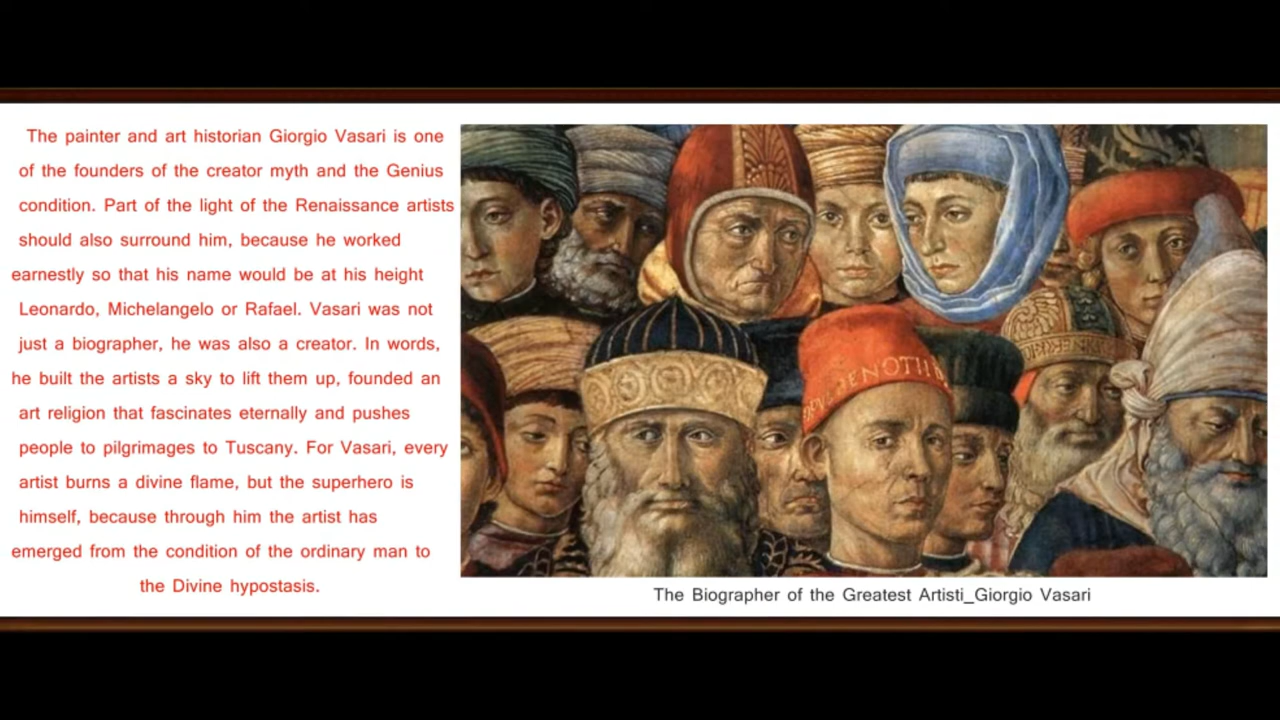 The painter and art historian Giorgio Vasari is one
of the founders of the creator myth and the Genius
condition. Part of the light of the Renaissance artists
should also surround him, because he worked
earnestly so that his name would be at his height
Leonardo, Michelangelo or Rafael. Vasari was not
just a biographer, he was also a creator. In words,
he built the artists a sky to lift them up, founded an
art religion that fascinates eternally and pushes
people to pilgrimages to Tuscany. For Vasari, every
artist burns a divine flame, but the superhero is
himself, because through him the artist has
emerged from the condition of the ordinary man to
the Divine hypostasis.
The Biographer of the Greatest Artisti_Giorgio Vasari